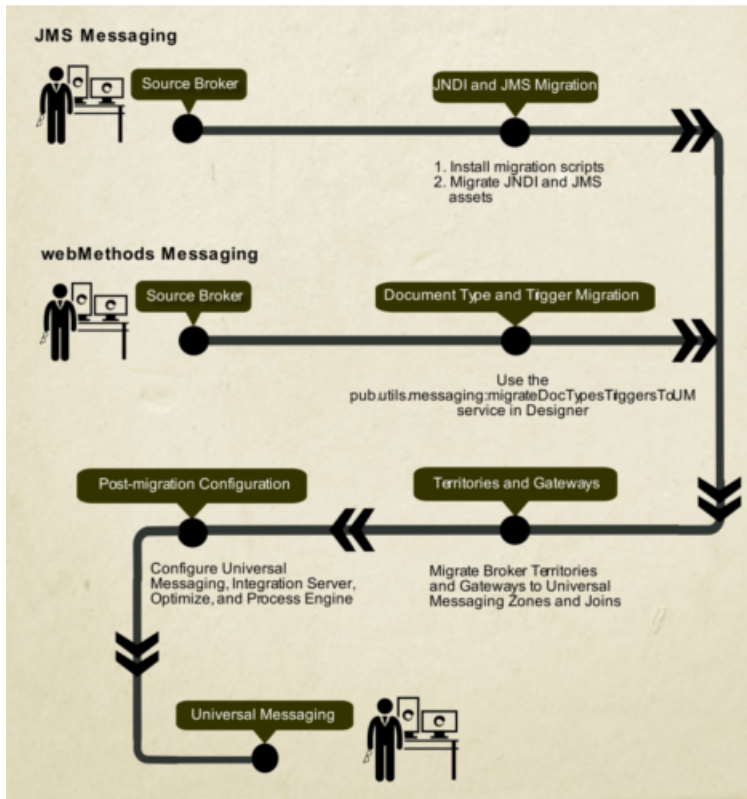 JMS Messaging
Source Broker
JNDI and JMS Migration
1. Install migration scripts
2. Migrate JNDI and JMS
assets
webMethods Messaging
Source Broker
Document Type and Trigger Migration
Use the
pub.utils.messaging:migrateDocTypesTriggersToUM
service in Designer
Post-migration Configuration
Territories and Gateways
Configure Universal
Messaging, Integration Server,
Optimize, and Process Engine
Migrate Broker Territories
and Gateways to Universal
Messaging Zones and Joins
Universal Messaging